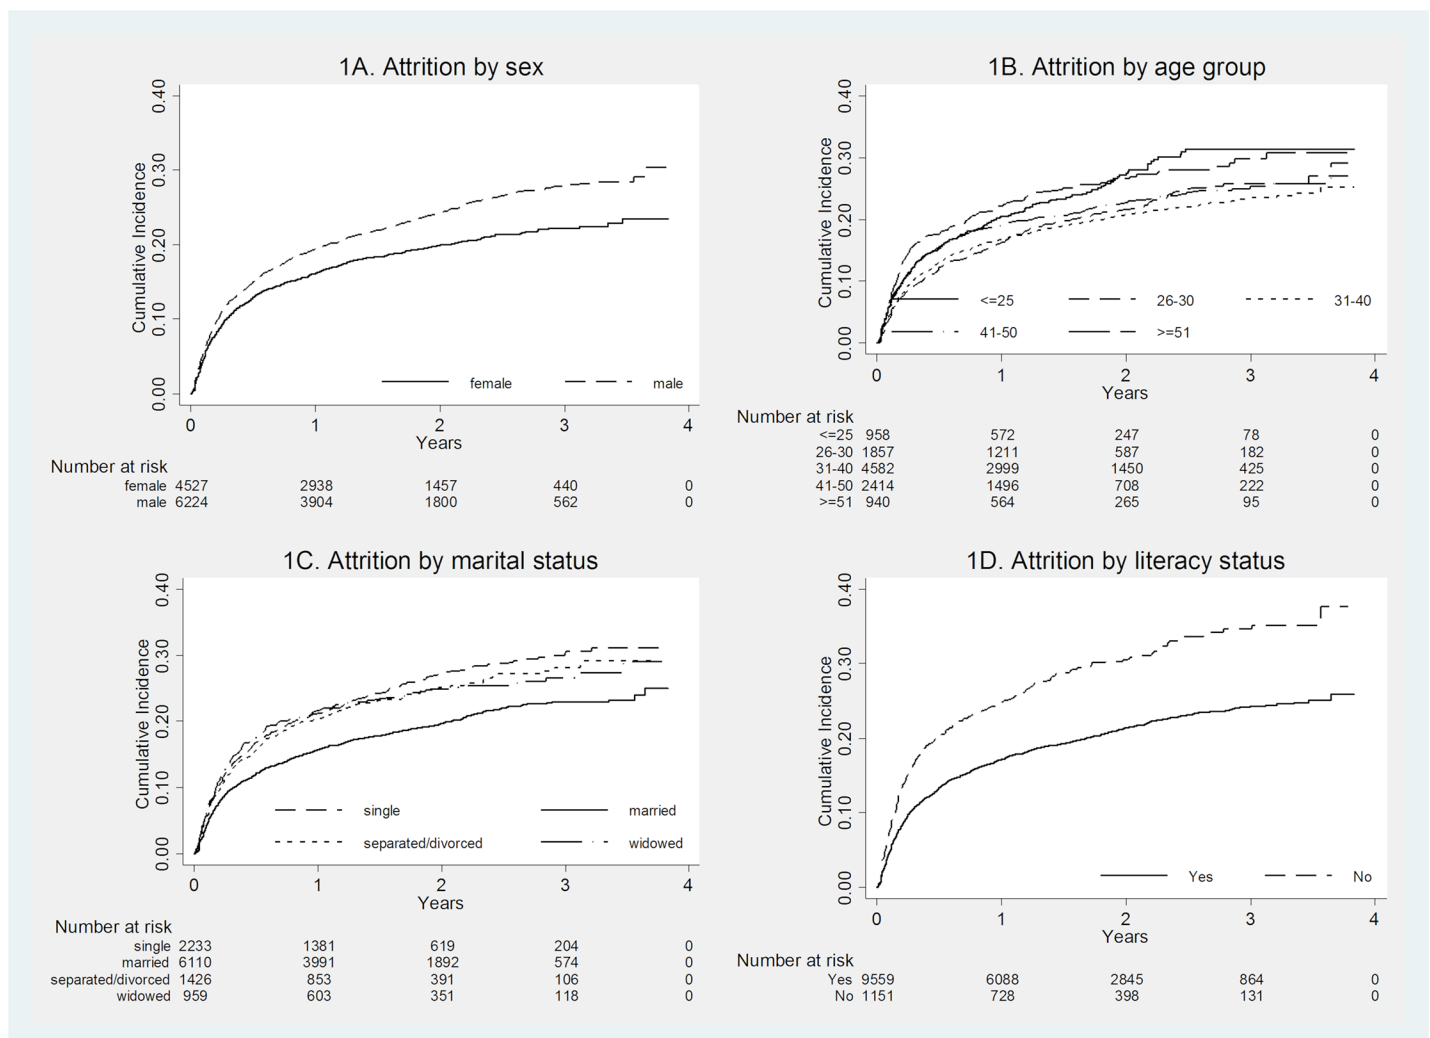 1A. Attrition by sex
Cumulative Incidence
0.00 0.10 0.20 0.30 0.40
female male
0 1 2 3 4
Years
Number at risk
female 4527 2938 1457 440 0
male 6224 3904 1800 562 0
1B. Attrition by age group
Cumulative Incidence
0.00 0.10 0.20 0.30 0.40
<=25 26-30 31-40
41-50 >=51
0 1 2 3 4
Years
Number at risk
<=25 958 572 247 78 0
26-30 1857 1211 587 182 0
31-40 4582 2999 1450 425 0
41-50 2414 1496 708 222 0
>=51 940 564 265 95 0
1C. Attrition by marital status
Cumulative Incidence
0.00 0.10 0.20 0.30 0.40
single married
separated/divorced widowed
0 1 2 3 4
Years
Number at risk
single 2233 1381 619 204 0
married 6110 3991 1892 574 0
separated/divorced 1426 853 391 106 0
widowed 959 603 351 118 0
1D. Attrition by literacy status
Cumulative Incidence
0.00 0.10 0.20 0.30 0.40
Yes No
0 1 2 3 4
Years
Number at risk
Yes 9559 6088 2845 864 0
No 1151 728 398 131 0